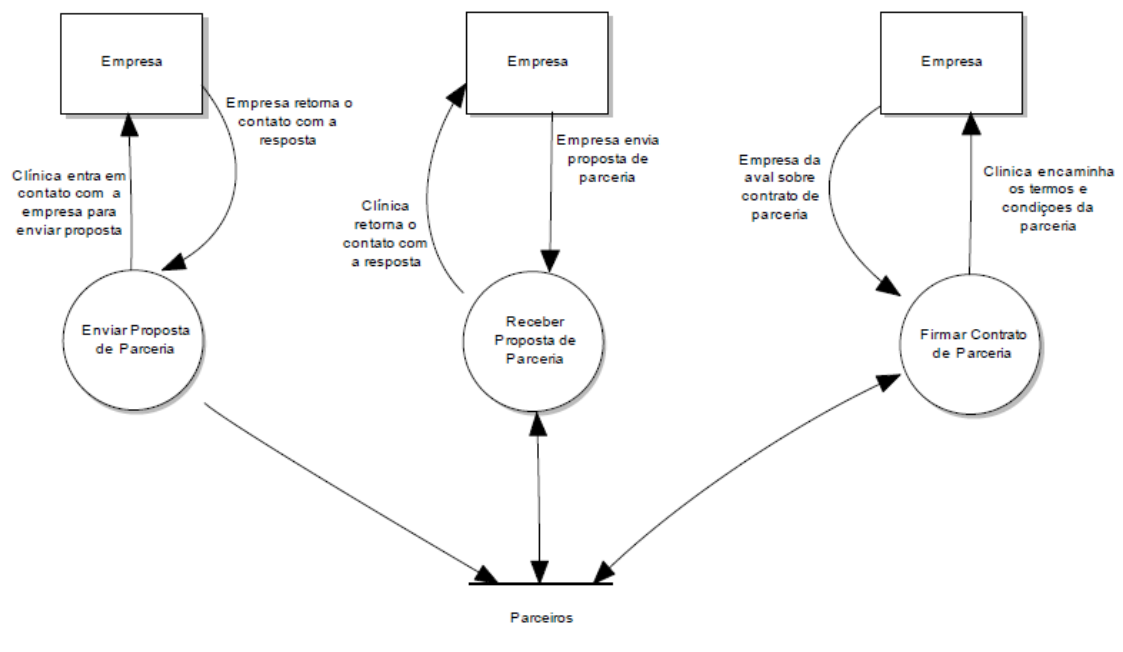 Empresa
Empresa
Empresa
Empresa retorna o
contato com a
resposta
Clínica entra em
contato com a
empresa para
enviar proposta
Empresa envia
proposta de
parceria
Clínica
retorna o
contato com
a resposta
Empresa da
aval sobre
contrato de
parceria
Clinica encaminha
os termos e
condiçoes da
parceria
Enviar Proposta
de Parceria
Receber
Proposta de
Parceria
Firmar Contrato
de Parceria
Parceiros